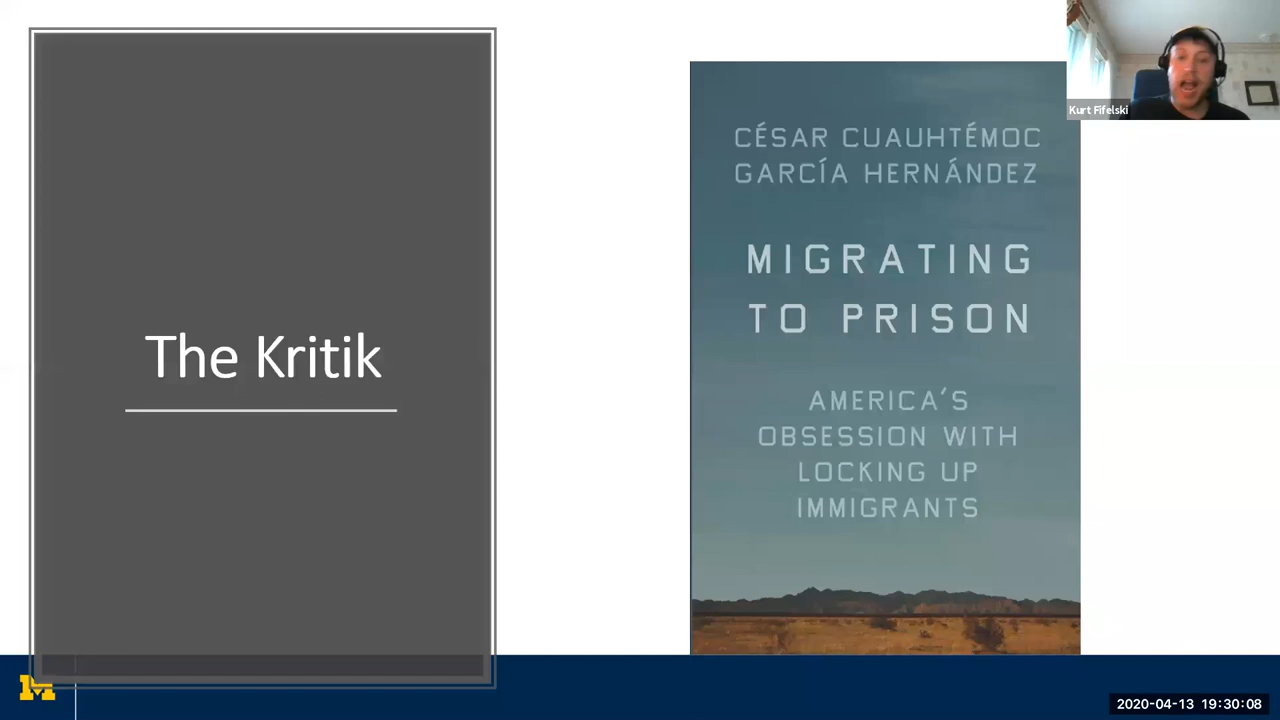 The Kritik
CÉSAR CUAUHTÉMOC
GARCÍA HERNÁNDEZ
MIGRATING
TO PRISON
AMERICA'S
OBSESSION WITH
LOCKING UP
IMMIGRANTS
Kurt Fifelski
M
2020-04-13 19:30:08